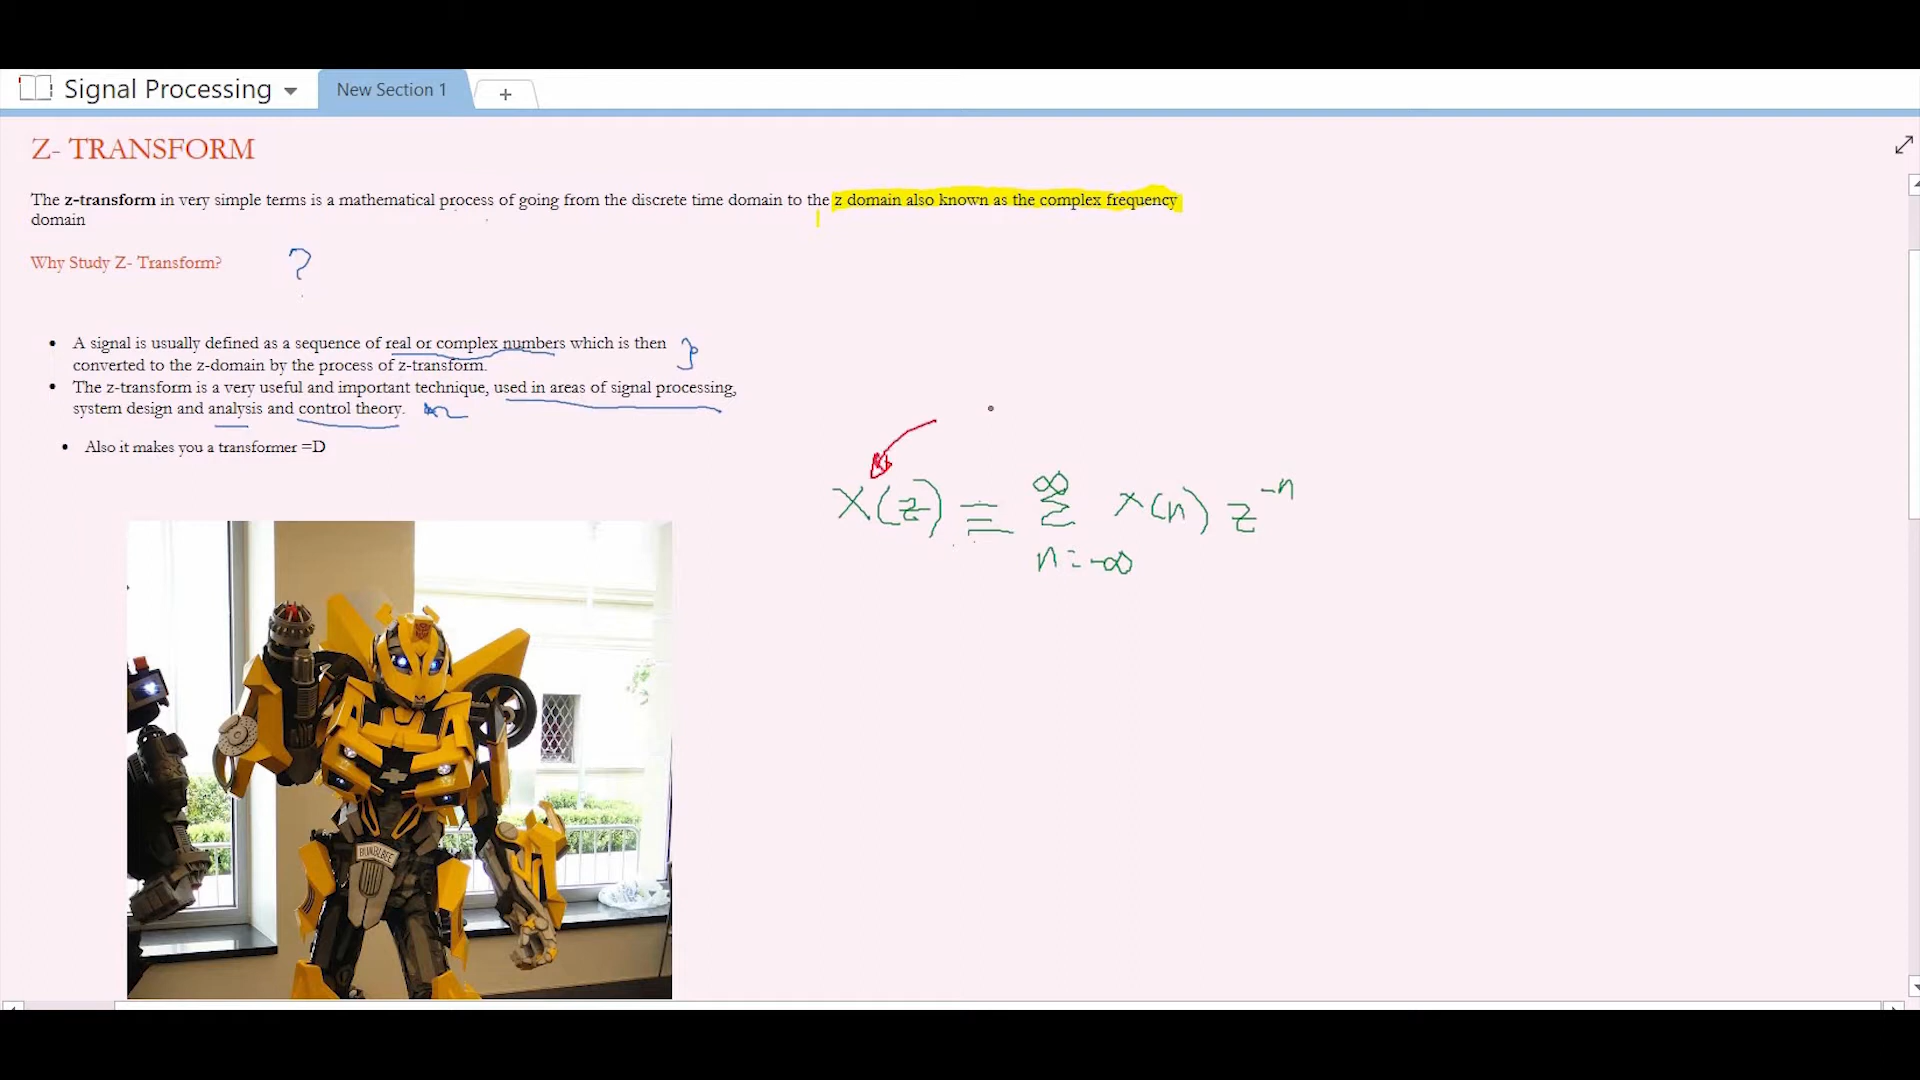 Signal Processing
New Section 1
+
Z- TRANSFORM
The z-transform in very simple terms is a mathematical process of going from the discrete time domain to the z domain also known as the complex frequency
domain
Why Study Z- Transform?
?
• A signal is usually defined as a sequence of real or complex numbers which is then
converted to the z-domain by the process of z-transform.
• The z-transform is a very useful and important technique, used in areas of signal processing,
system design and analysis and control theory.
• Also it makes you a transformer =D
∞
X(z) ≡ Σ x(n) z^-n
n=-∞
BUMBLEBEE